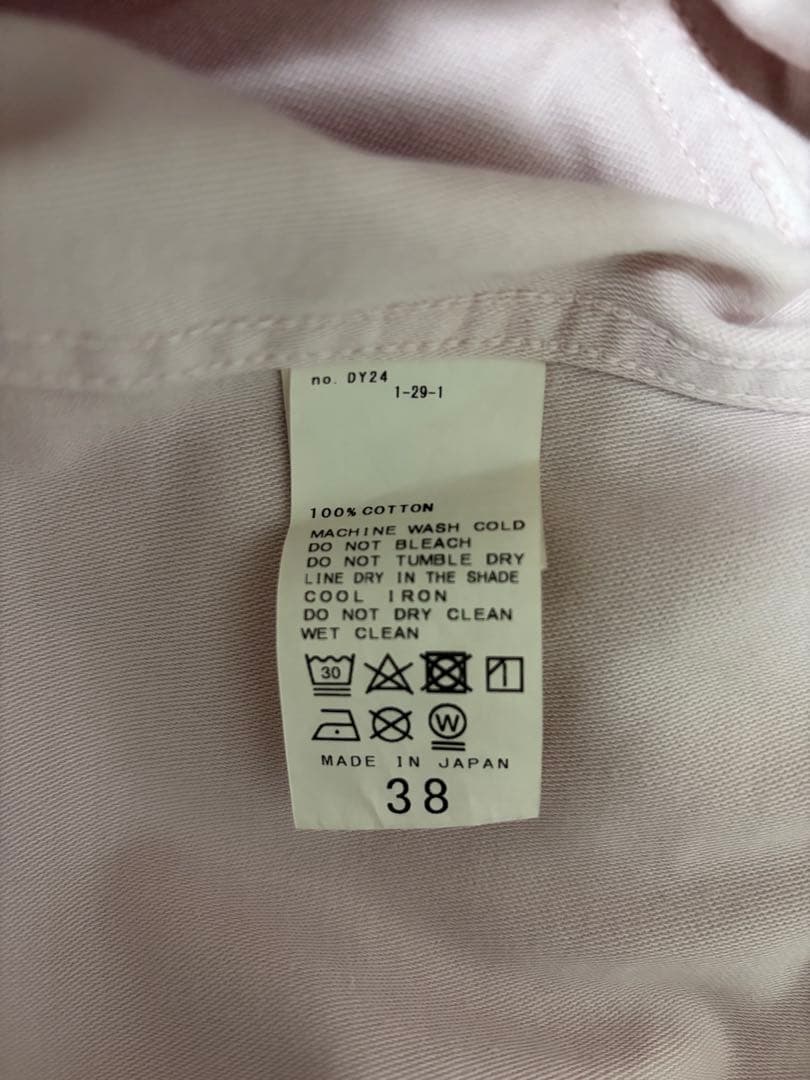 no. DY24
1-29-1
100% COTTON
MACHINE WASH COLD
DO NOT BLEACH
DO NOT TUMBLE DRY
LINE DRY IN THE SHADE
COOL IRON
DO NOT DRY CLEAN
WET CLEAN
30
W
MADE IN JAPAN
38